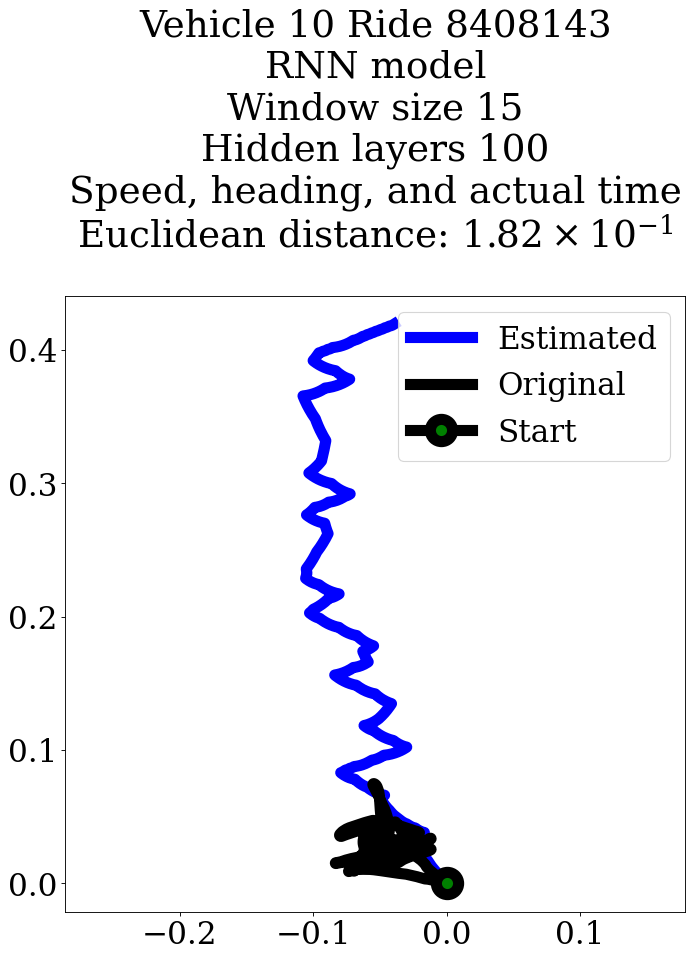 Vehicle 10 Ride 8408143
RNN model
Window size 15
Hidden layers 100
Speed, heading, and actual time
Euclidean distance: 1.82 × 10⁻¹
Estimated
Original
Start
0.4
0.3
0.2
0.1
0.0
−0.2 −0.1 0.0 0.1